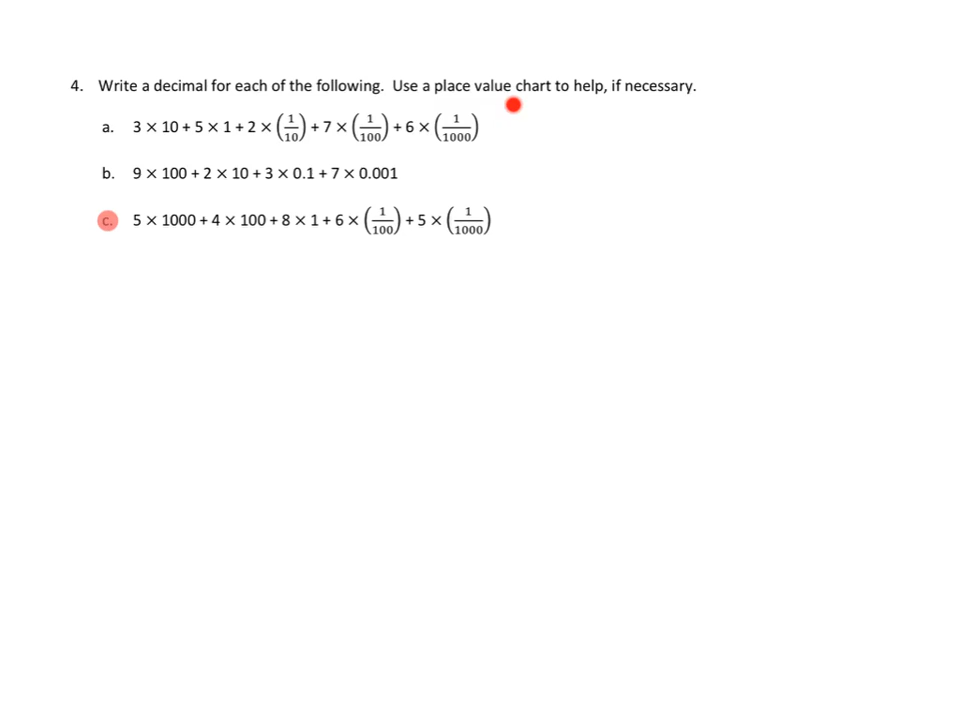 4. Write a decimal for each of the following. Use a place value chart to help, if necessary.
a. 3 × 10 + 5 × 1 + 2 × (1/10) + 7 × (1/100) + 6 × (1/1000)
b. 9 × 100 + 2 × 10 + 3 × 0.1 + 7 × 0.001
c. 5 × 1000 + 4 × 100 + 8 × 1 + 6 × (1/100) + 5 × (1/1000)